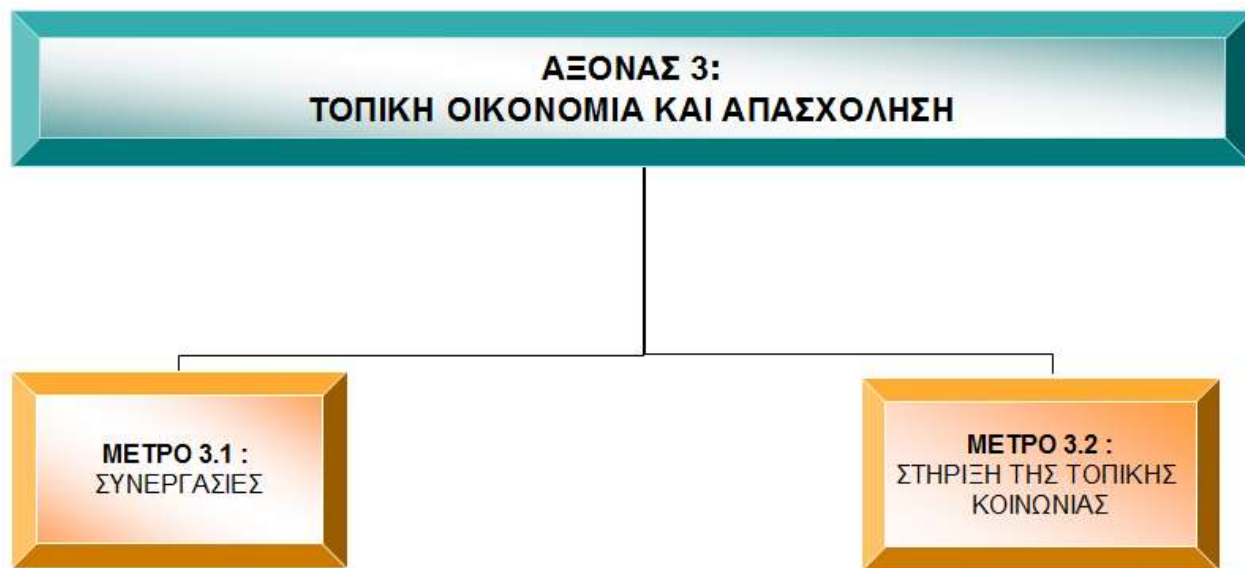 ΑΞΟΝΑΣ 3:
ΤΟΠΙΚΗ ΟΙΚΟΝΟΜΙΑ ΚΑΙ ΑΠΑΣΧΟΛΗΣΗ
ΜΕΤΡΟ 3.1 :
ΣΥΝΕΡΓΑΣΙΕΣ
ΜΕΤΡΟ 3.2 :
ΣΤΗΡΙΞΗ ΤΗΣ ΤΟΠΙΚΗΣ
ΚΟΙΝΩΝΙΑΣ